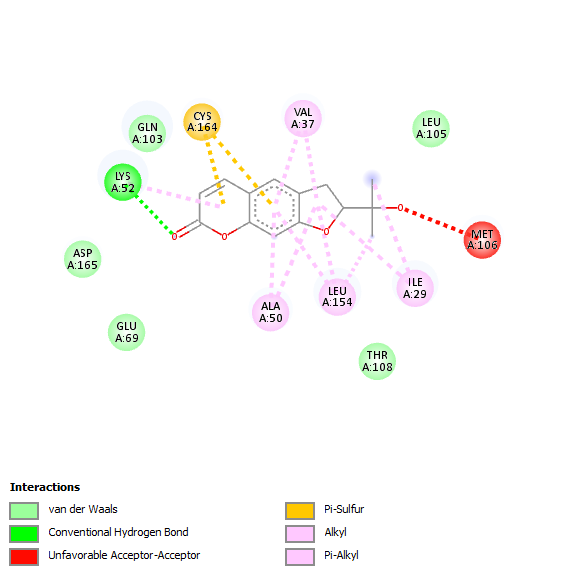 CYS
A:164
VAL
A:37
LEU
A:105
GLN
A:103
LYS
A:52
O
O
O
O
MET
A:106
ASP
A:165
ILE
A:29
LEU
A:154
ALA
A:50
GLU
A:69
THR
A:108
Interactions
van der Waals
Conventional Hydrogen Bond
Unfavorable Acceptor-Acceptor
Pi-Sulfur
Alkyl
Pi-Alkyl